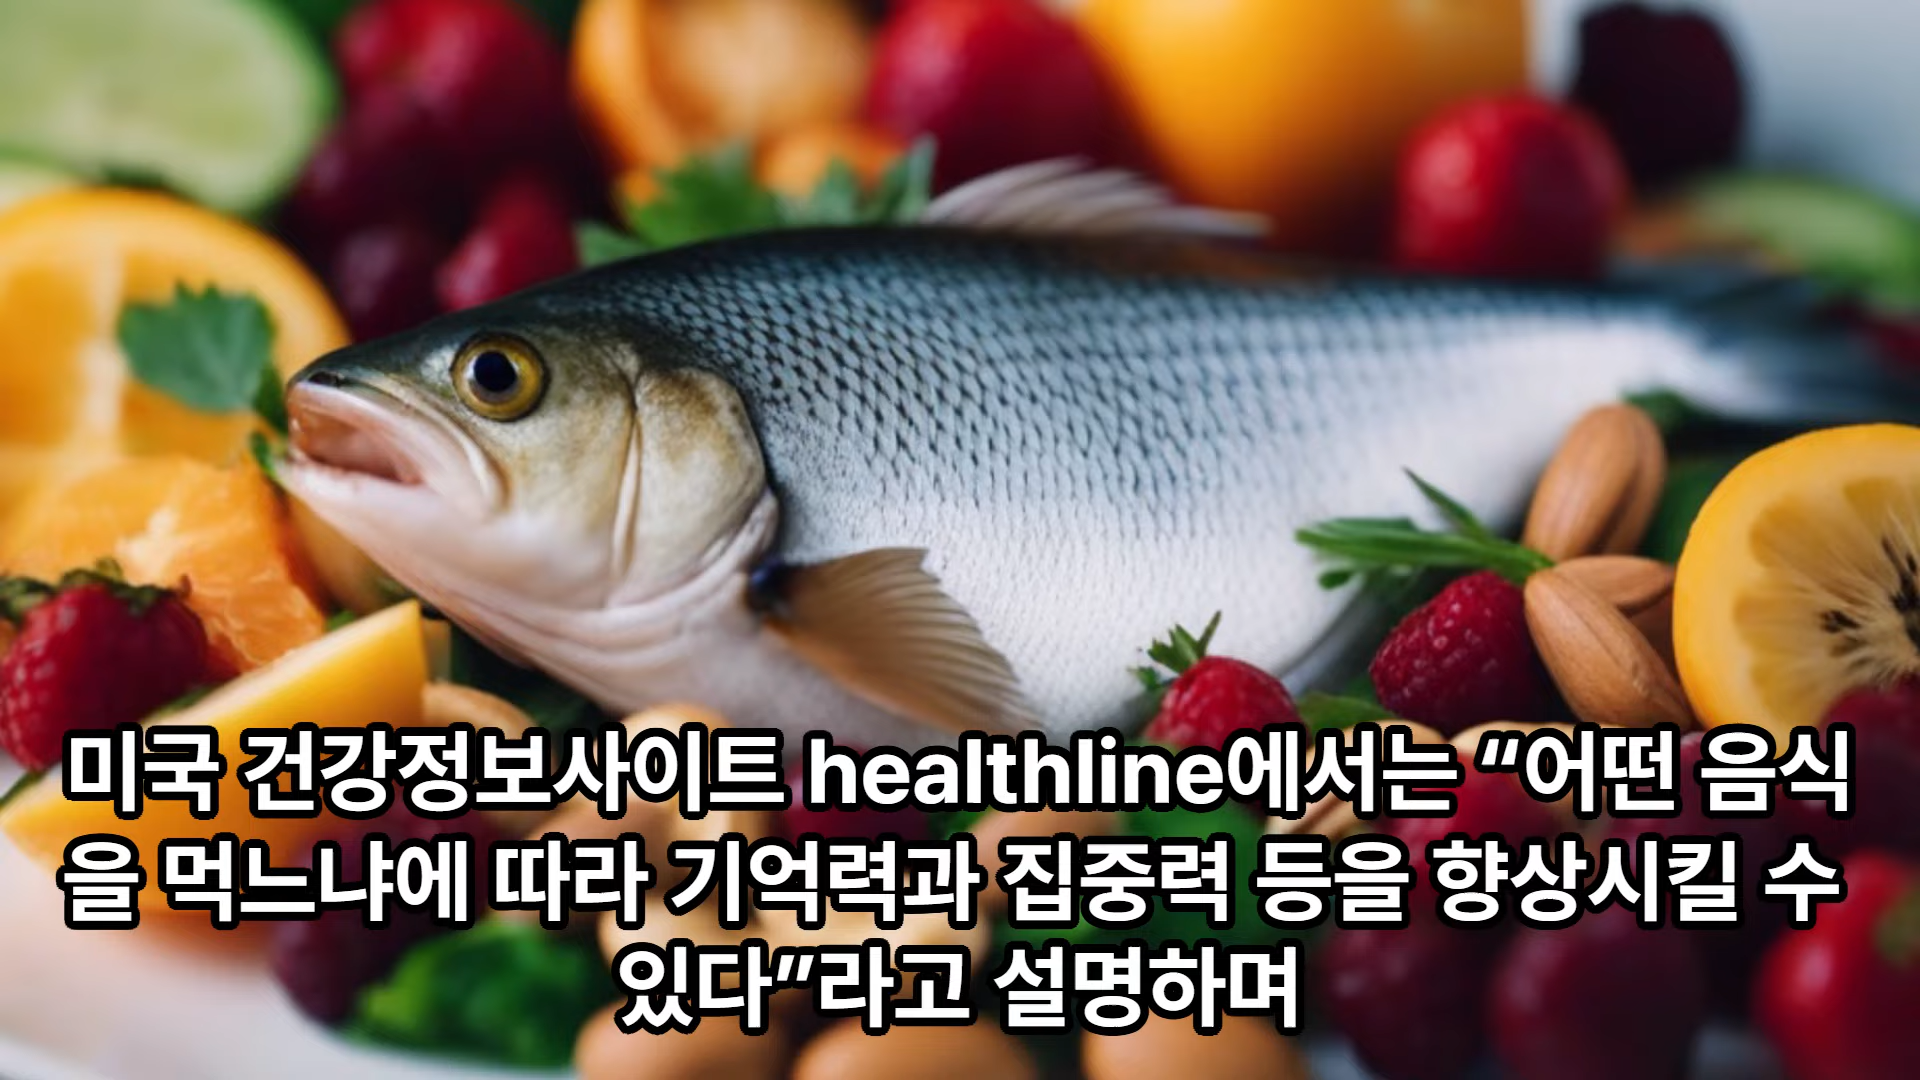 미국 건강정보사이트 healthline에서는 “어떤 음식
을 먹느냐에 따라 기억력과 집중력 등을 향상시킬 수
있다”라고 설명하며